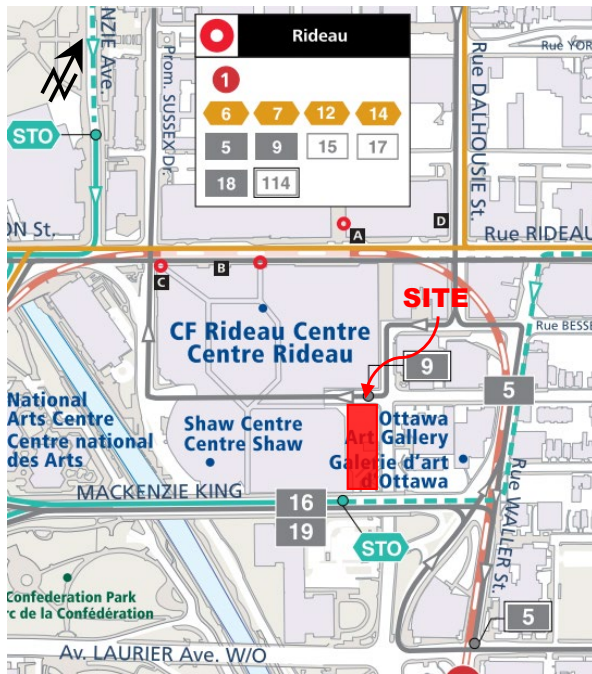 NZIE AVE.
Prom. SUSSEX Dr.
Rideau
1
6 7 12 14
5 9 15 17
18 114
Rue DALHOUSIE St.
Rue YOR
STO
ON St.
A
D
Rue RIDEAU
C
B
SITE
Rue BESSE
CF Rideau Centre
Centre Rideau
9
5
National
Arts Centre
Centre national
des Arts
Shaw Centre
Centre Shaw
Ottawa
Art Gallery
Galerie d'art
d'Ottawa
MACKENZIE KING
16
19
STO
Rue WALLER St.
Confederation Park
rc de la Confédération
5
Av. LAURIER Ave. W/O